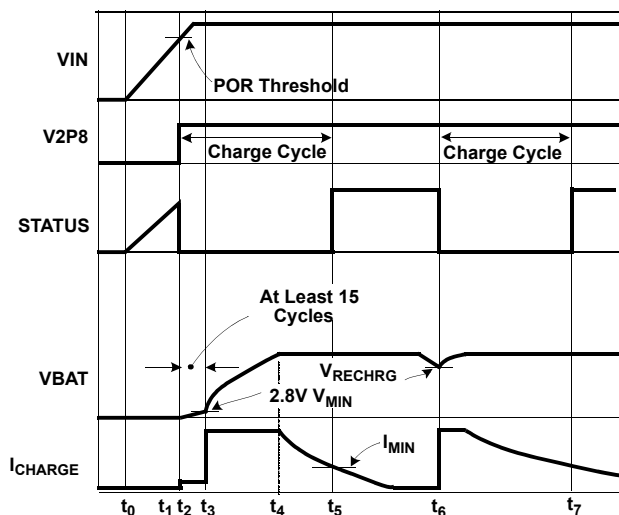 VIN
POR Threshold
V2P8
Charge Cycle
Charge Cycle
STATUS
At Least 15
Cycles
VRECHRG
VBAT
2.8V VMIN
IMIN
ICHARGE
t0
t1
t2
t3
t4
t5
t6
t7